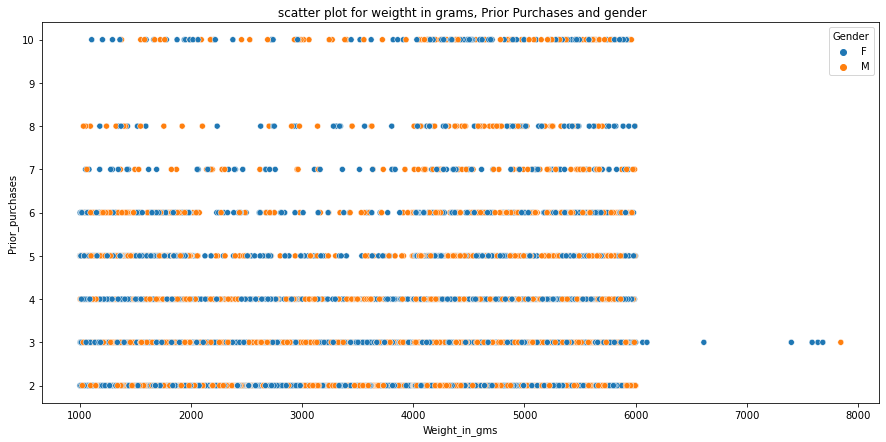 scatter plot for weigtht in grams, Prior Purchases and gender
Gender
F
M
10
9
8
7
6
5
4
3
2
Prior_purchases
1000 2000 3000 4000 5000 6000 7000 8000
Weight_in_gms